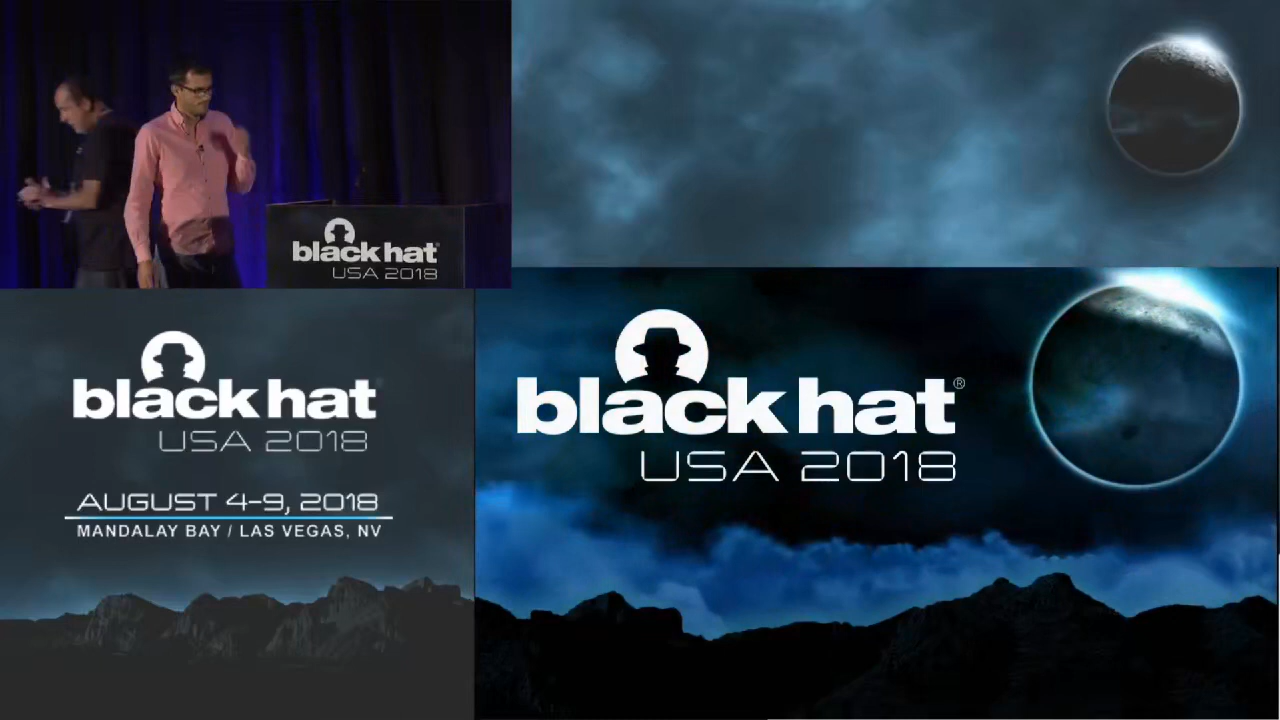 black hat®
USA 2018
black hat
USA 2018
AUGUST 4-9, 2018
MANDALAY BAY / LAS VEGAS, NV
black hat®
USA 2018